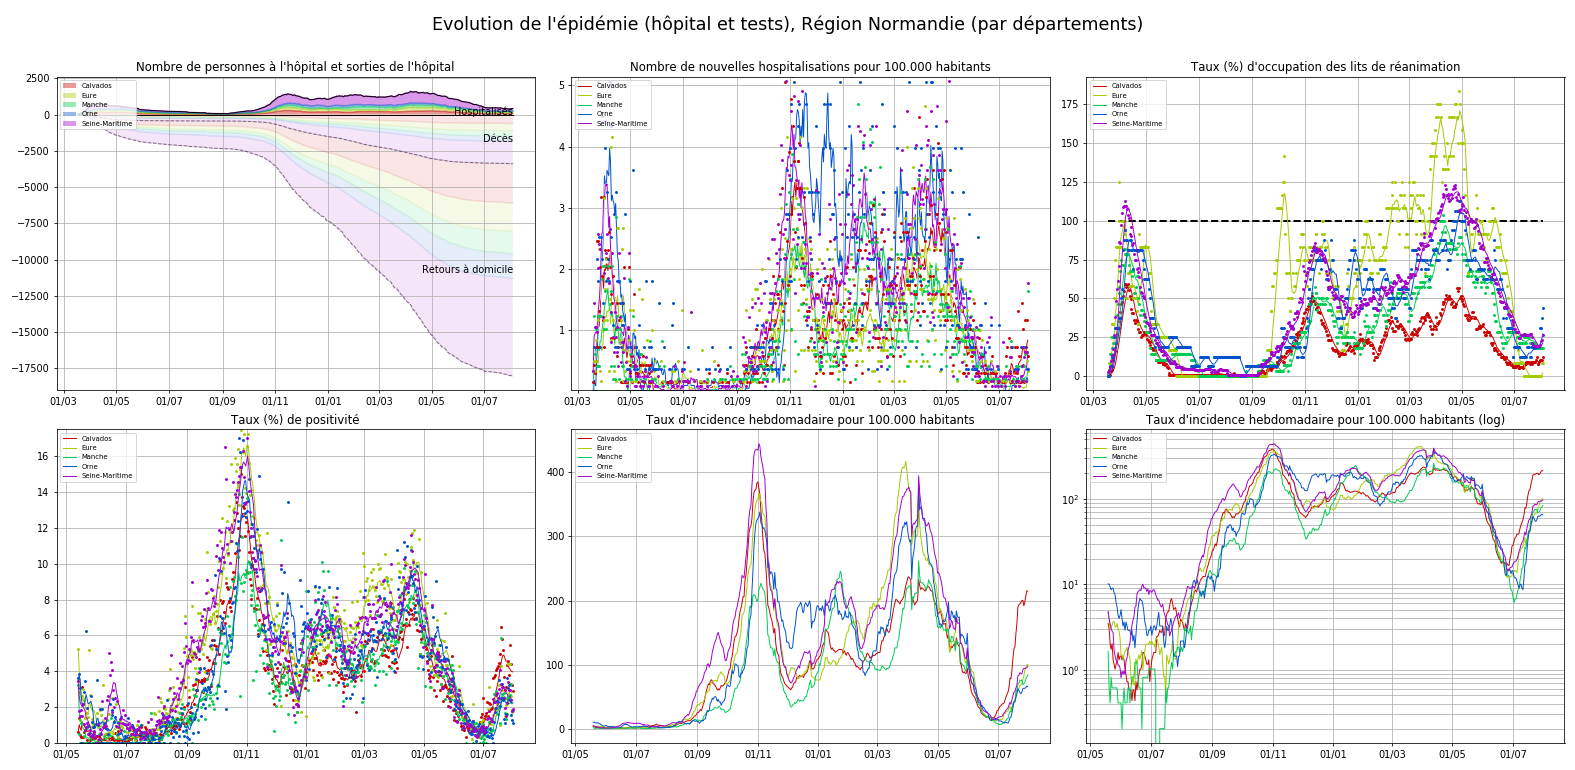 Evolution de l'épidémie (hôpital et tests), Région Normandie (par départements)
Nombre de personnes à l'hôpital et sorties de l'hôpital
2500
0
−2500
−5000
−7500
−10000
−12500
−15000
−17500
Calvados
Eure
Manche
Orne
Seine-Maritime
Hospitalisés
Décès
Retours à domicile
01/03 01/05 01/07 01/09 01/11 01/01 01/03 01/05 01/07
Nombre de nouvelles hospitalisations pour 100.000 habitants
5
4
3
2
1
Calvados
Eure
Manche
Orne
Seine-Maritime
01/03 01/05 01/07 01/09 01/11 01/01 01/03 01/05 01/07
Taux (%) d'occupation des lits de réanimation
175
150
125
100
75
50
25
0
Calvados
Eure
Manche
Orne
Seine-Maritime
01/03 01/05 01/07 01/09 01/11 01/01 01/03 01/05 01/07
Taux (%) de positivité
16
14
12
10
8
6
4
2
0
Calvados
Eure
Manche
Orne
Seine-Maritime
01/05 01/07 01/09 01/11 01/01 01/03 01/05 01/07
Taux d'incidence hebdomadaire pour 100.000 habitants
400
300
200
100
0
Calvados
Eure
Manche
Orne
Seine-Maritime
01/05 01/07 01/09 01/11 01/01 01/03 01/05 01/07
Taux d'incidence hebdomadaire pour 100.000 habitants (log)
10²
10¹
10⁰
Calvados
Eure
Manche
Orne
Seine-Maritime
01/05 01/07 01/09 01/11 01/01 01/03 01/05 01/07